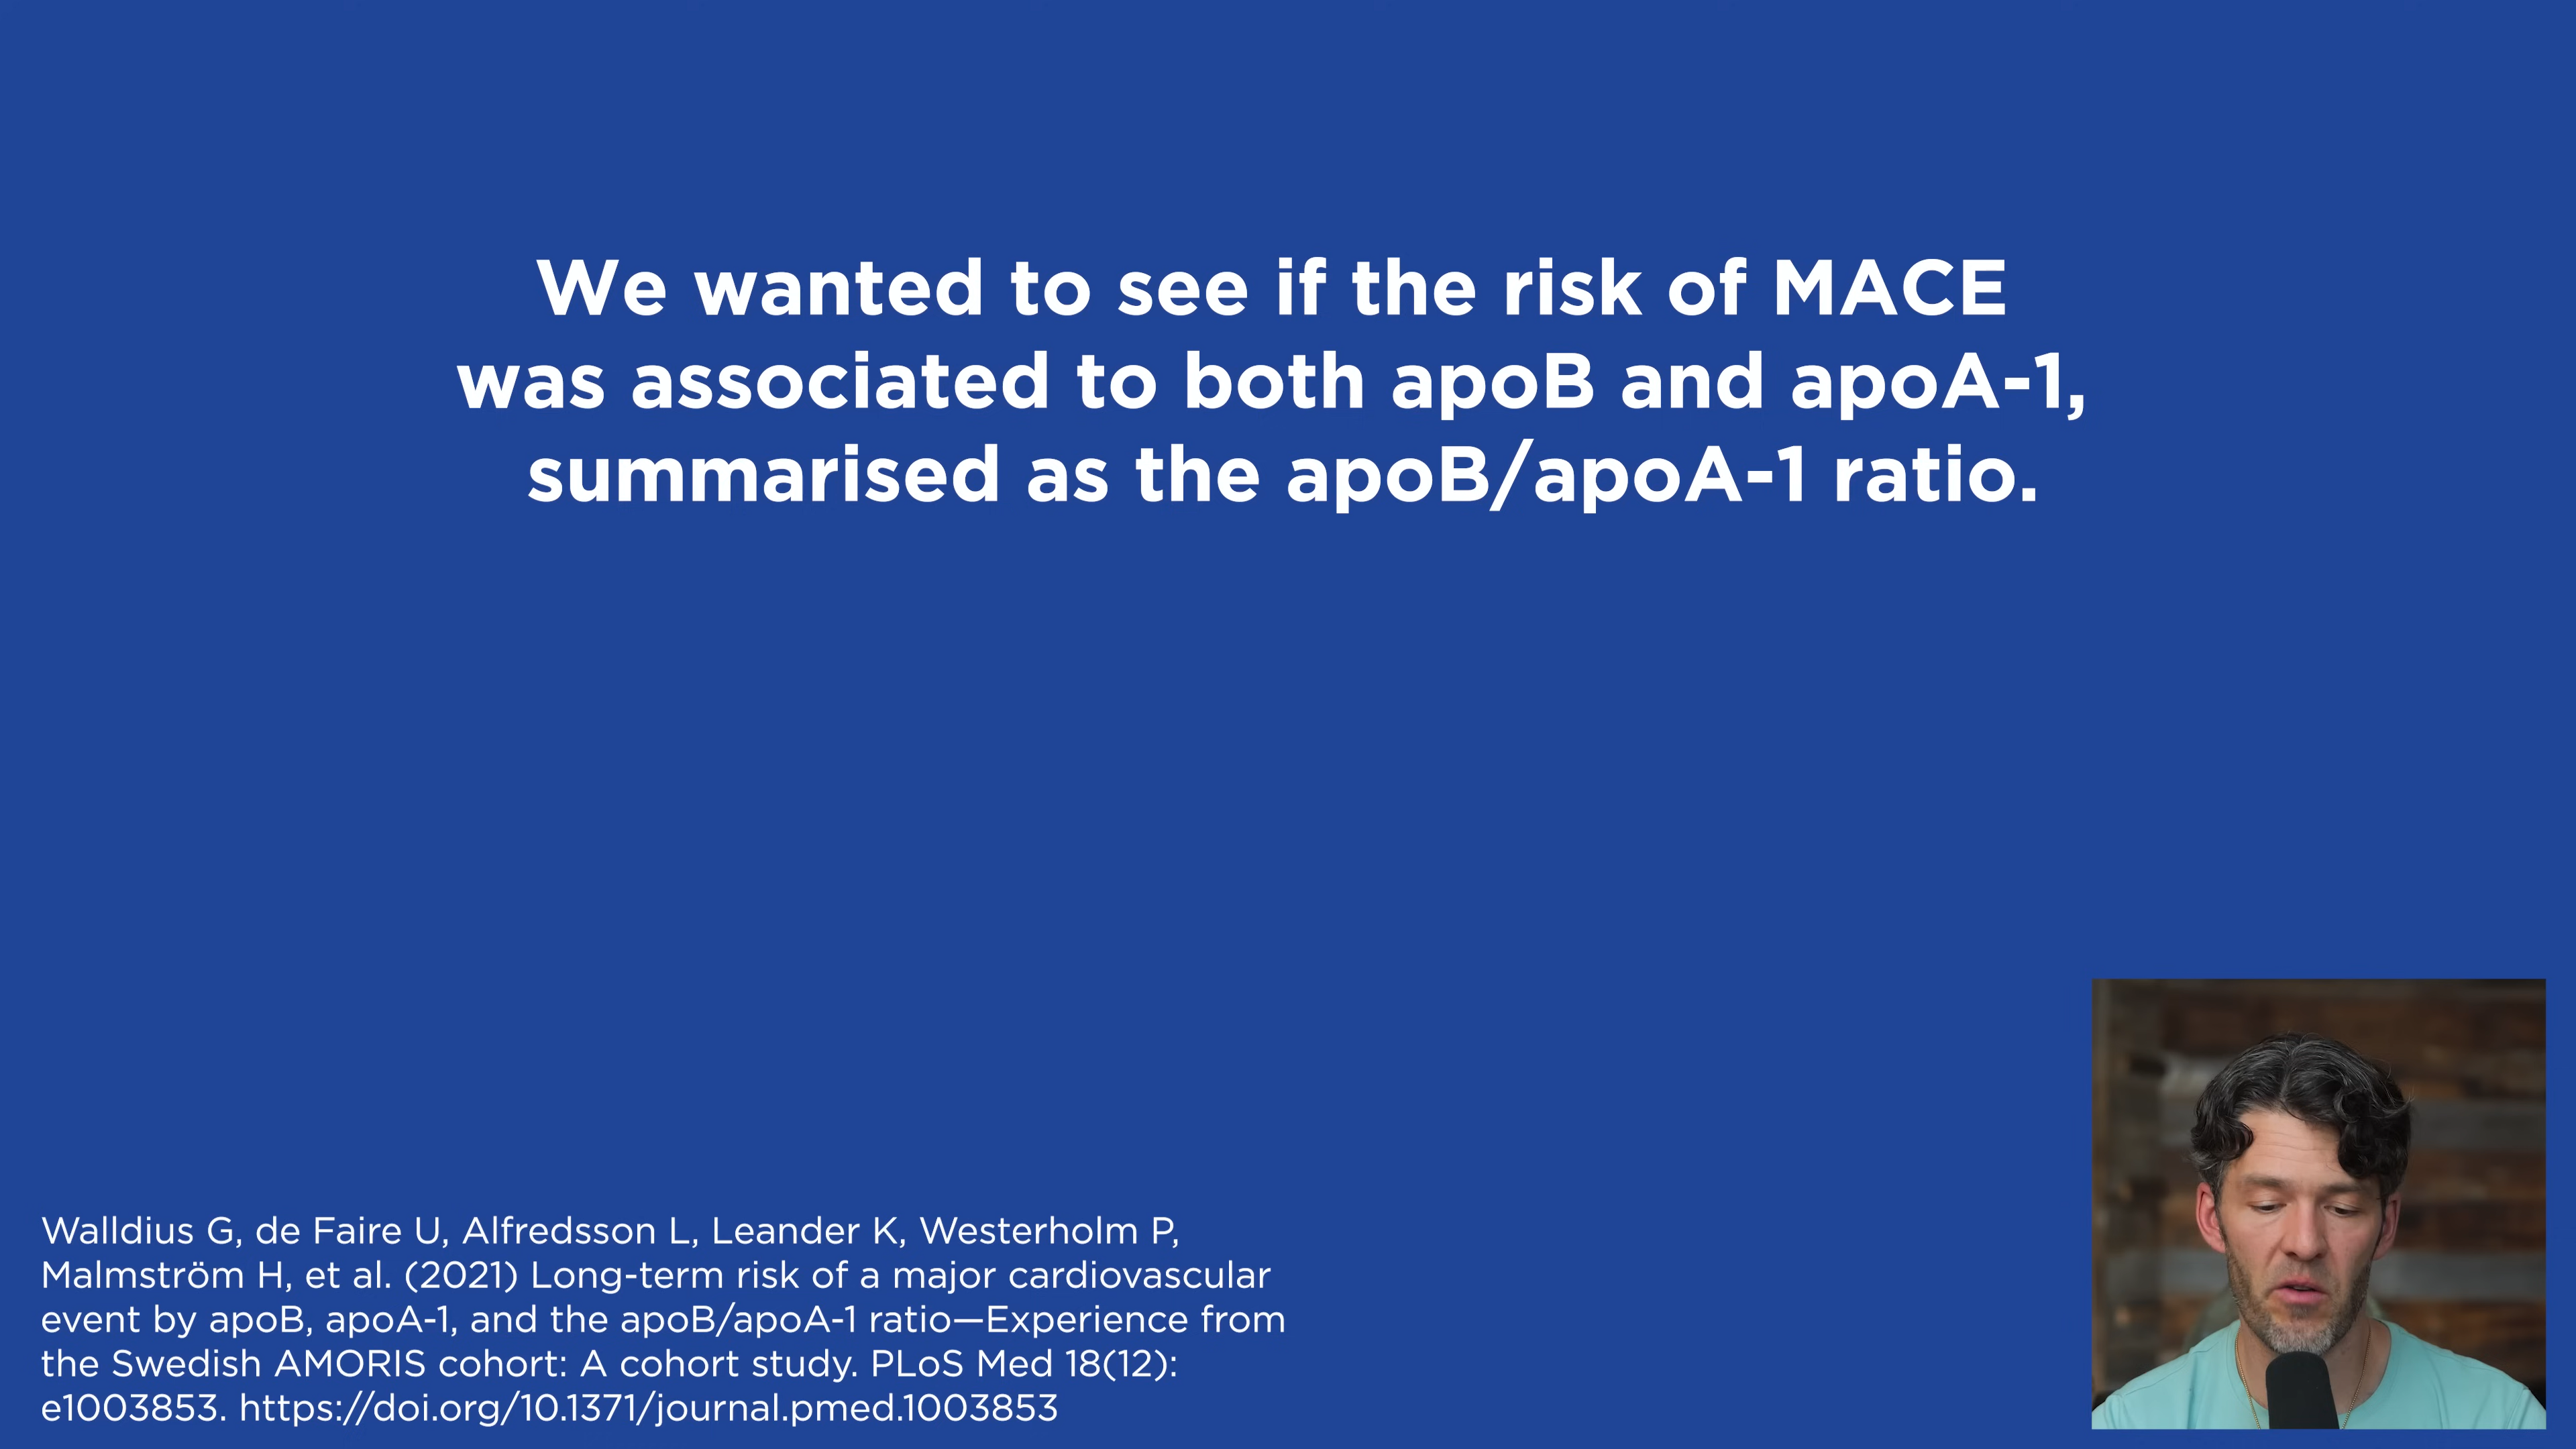 We wanted to see if the risk of MACE
was associated to both apoB and apoA-1,
summarised as the apoB/apoA-1 ratio.
Walldius G, de Faire U, Alfredsson L, Leander K, Westerholm P,
Malmström H, et al. (2021) Long-term risk of a major cardiovascular
event by apoB, apoA-1, and the apoB/apoA-1 ratio—Experience from
the Swedish AMORIS cohort: A cohort study. PLoS Med 18(12):
e1003853. https://doi.org/10.1371/journal.pmed.1003853